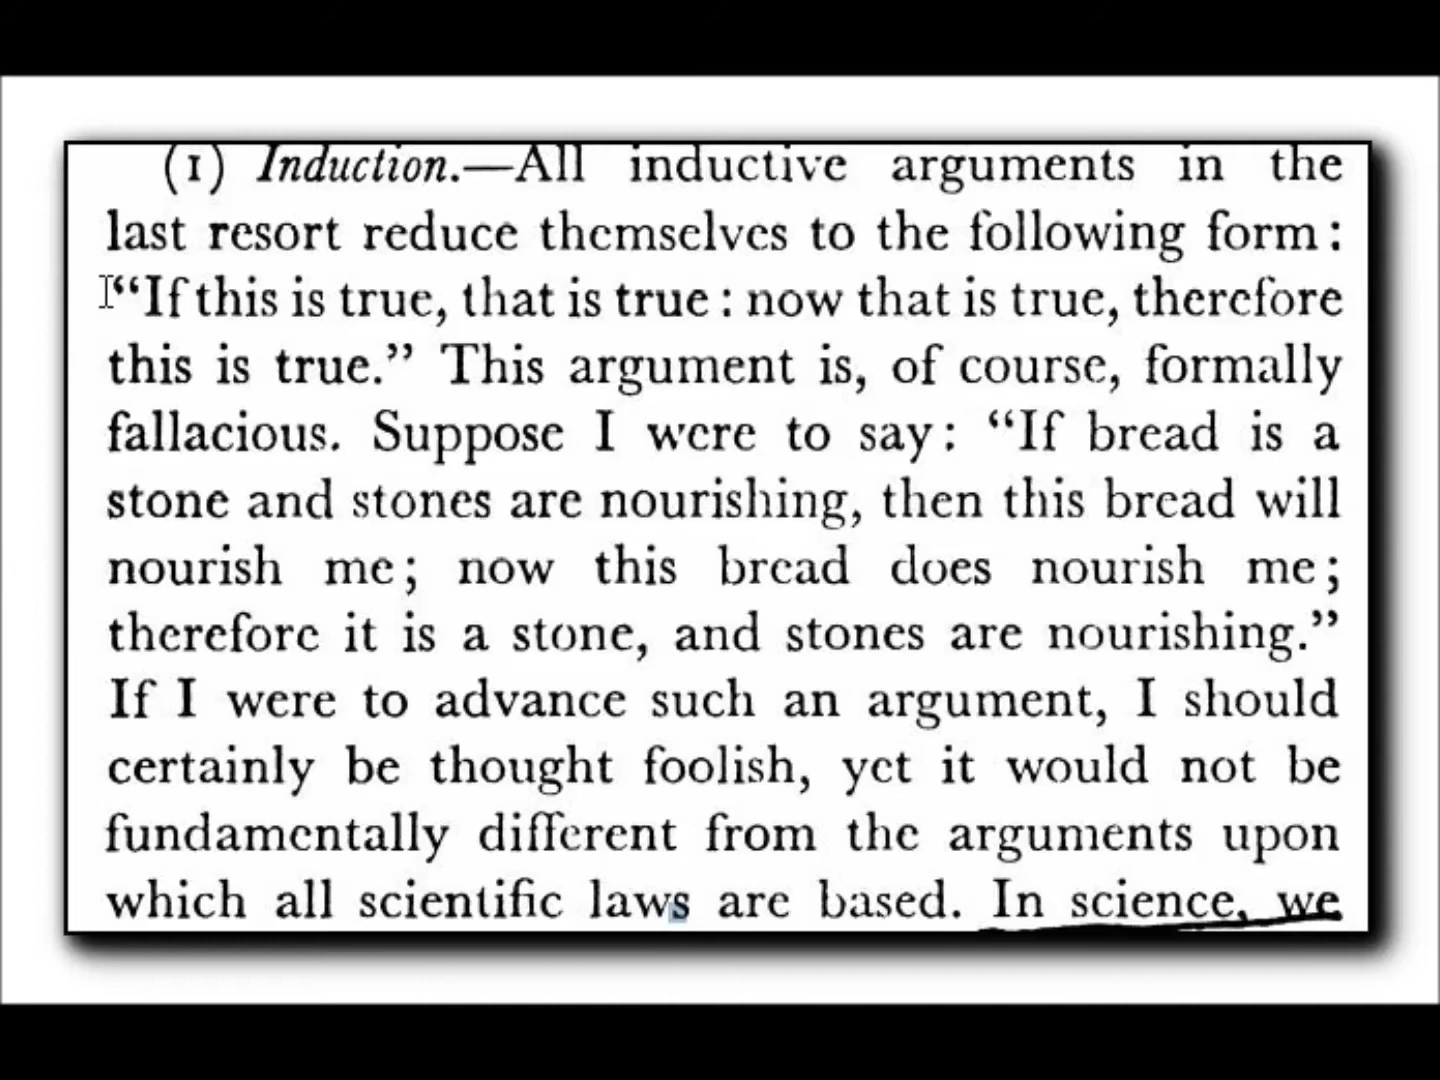 (1) Induction.—All inductive arguments in the
last resort reduce themselves to the following form:
“If this is true, that is true: now that is true, therefore
this is true.” This argument is, of course, formally
fallacious. Suppose I were to say: “If bread is a
stone and stones are nourishing, then this bread will
nourish me; now this bread does nourish me;
therefore it is a stone, and stones are nourishing.”
If I were to advance such an argument, I should
certainly be thought foolish, yet it would not be
fundamentally different from the arguments upon
which all scientific laws are based. In science, we